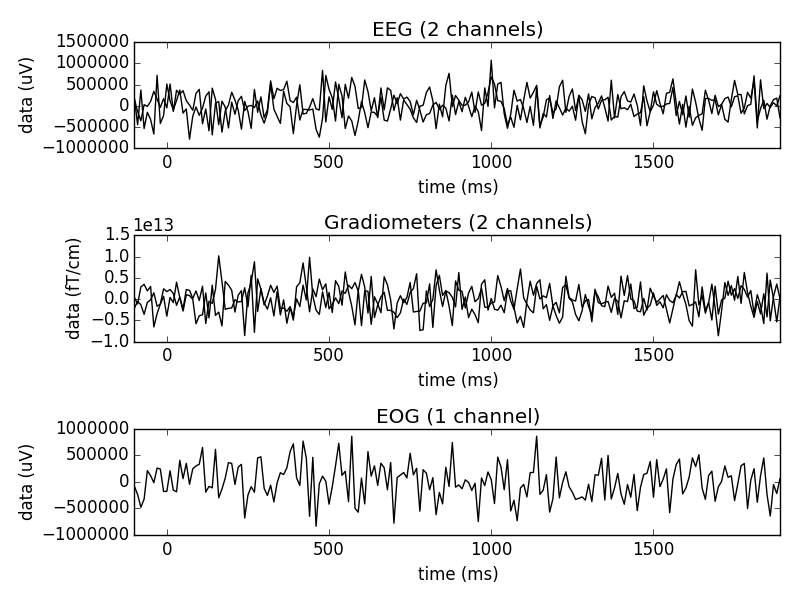 EEG (2 channels)
1500000
1000000
500000
0
−500000
−1000000
data (uV)
0 500 1000 1500
time (ms)
Gradiometers (2 channels)
1e13
1.5
1.0
0.5
0.0
−0.5
−1.0
data (fT/cm)
0 500 1000 1500
time (ms)
EOG (1 channel)
1000000
500000
0
−500000
−1000000
data (uV)
0 500 1000 1500
time (ms)